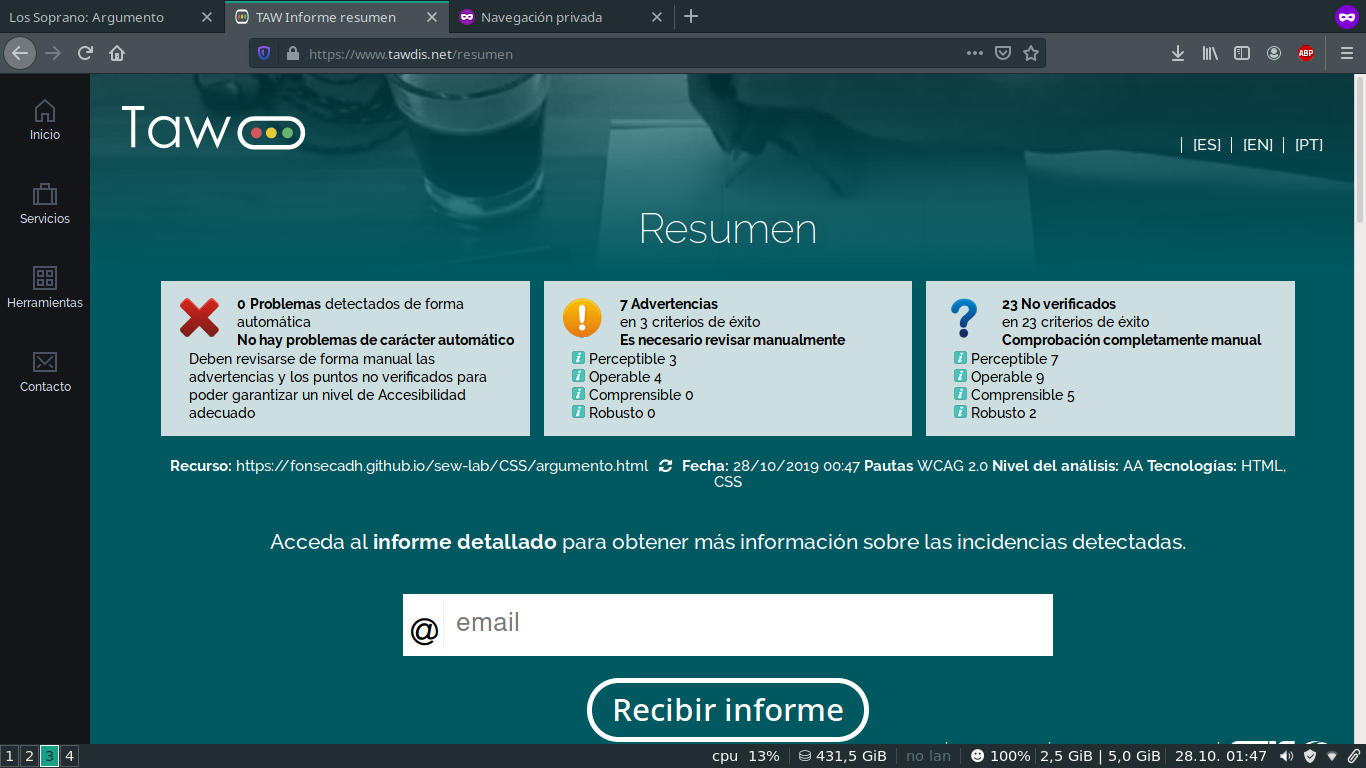 Los Soprano: Argumento
TAW Informe resumen
Navegación privada
https://www.tawdis.net/resumen
ABP
Inicio
Servicios
Herramientas
Contacto
Taw
[ES] [EN] [PT]
Resumen
0 Problemas detectados de forma
automática
No hay problemas de carácter automático
Deben revisarse de forma manual las
advertencias y los puntos no verificados para
poder garantizar un nivel de Accesibilidad
adecuado
7 Advertencias
en 3 criterios de éxito
Es necesario revisar manualmente
Perceptible 3
Operable 4
Comprensible 0
Robusto 0
23 No verificados
en 23 criterios de éxito
Comprobación completamente manual
Perceptible 7
Operable 9
Comprensible 5
Robusto 2
Recurso: https://fonsecadh.github.io/sew-lab/CSS/argumento.html Fecha: 28/10/2019 00:47 Pautas WCAG 2.0 Nivel del análisis: AA Tecnologías: HTML,
CSS
Acceda al informe detallado para obtener más información sobre las incidencias detectadas.
@ email
Recibir informe
1 2 3 4
cpu 13% 431,5 GiB no lan 100% 2,5 GiB | 5,0 GiB 28.10. 01:47